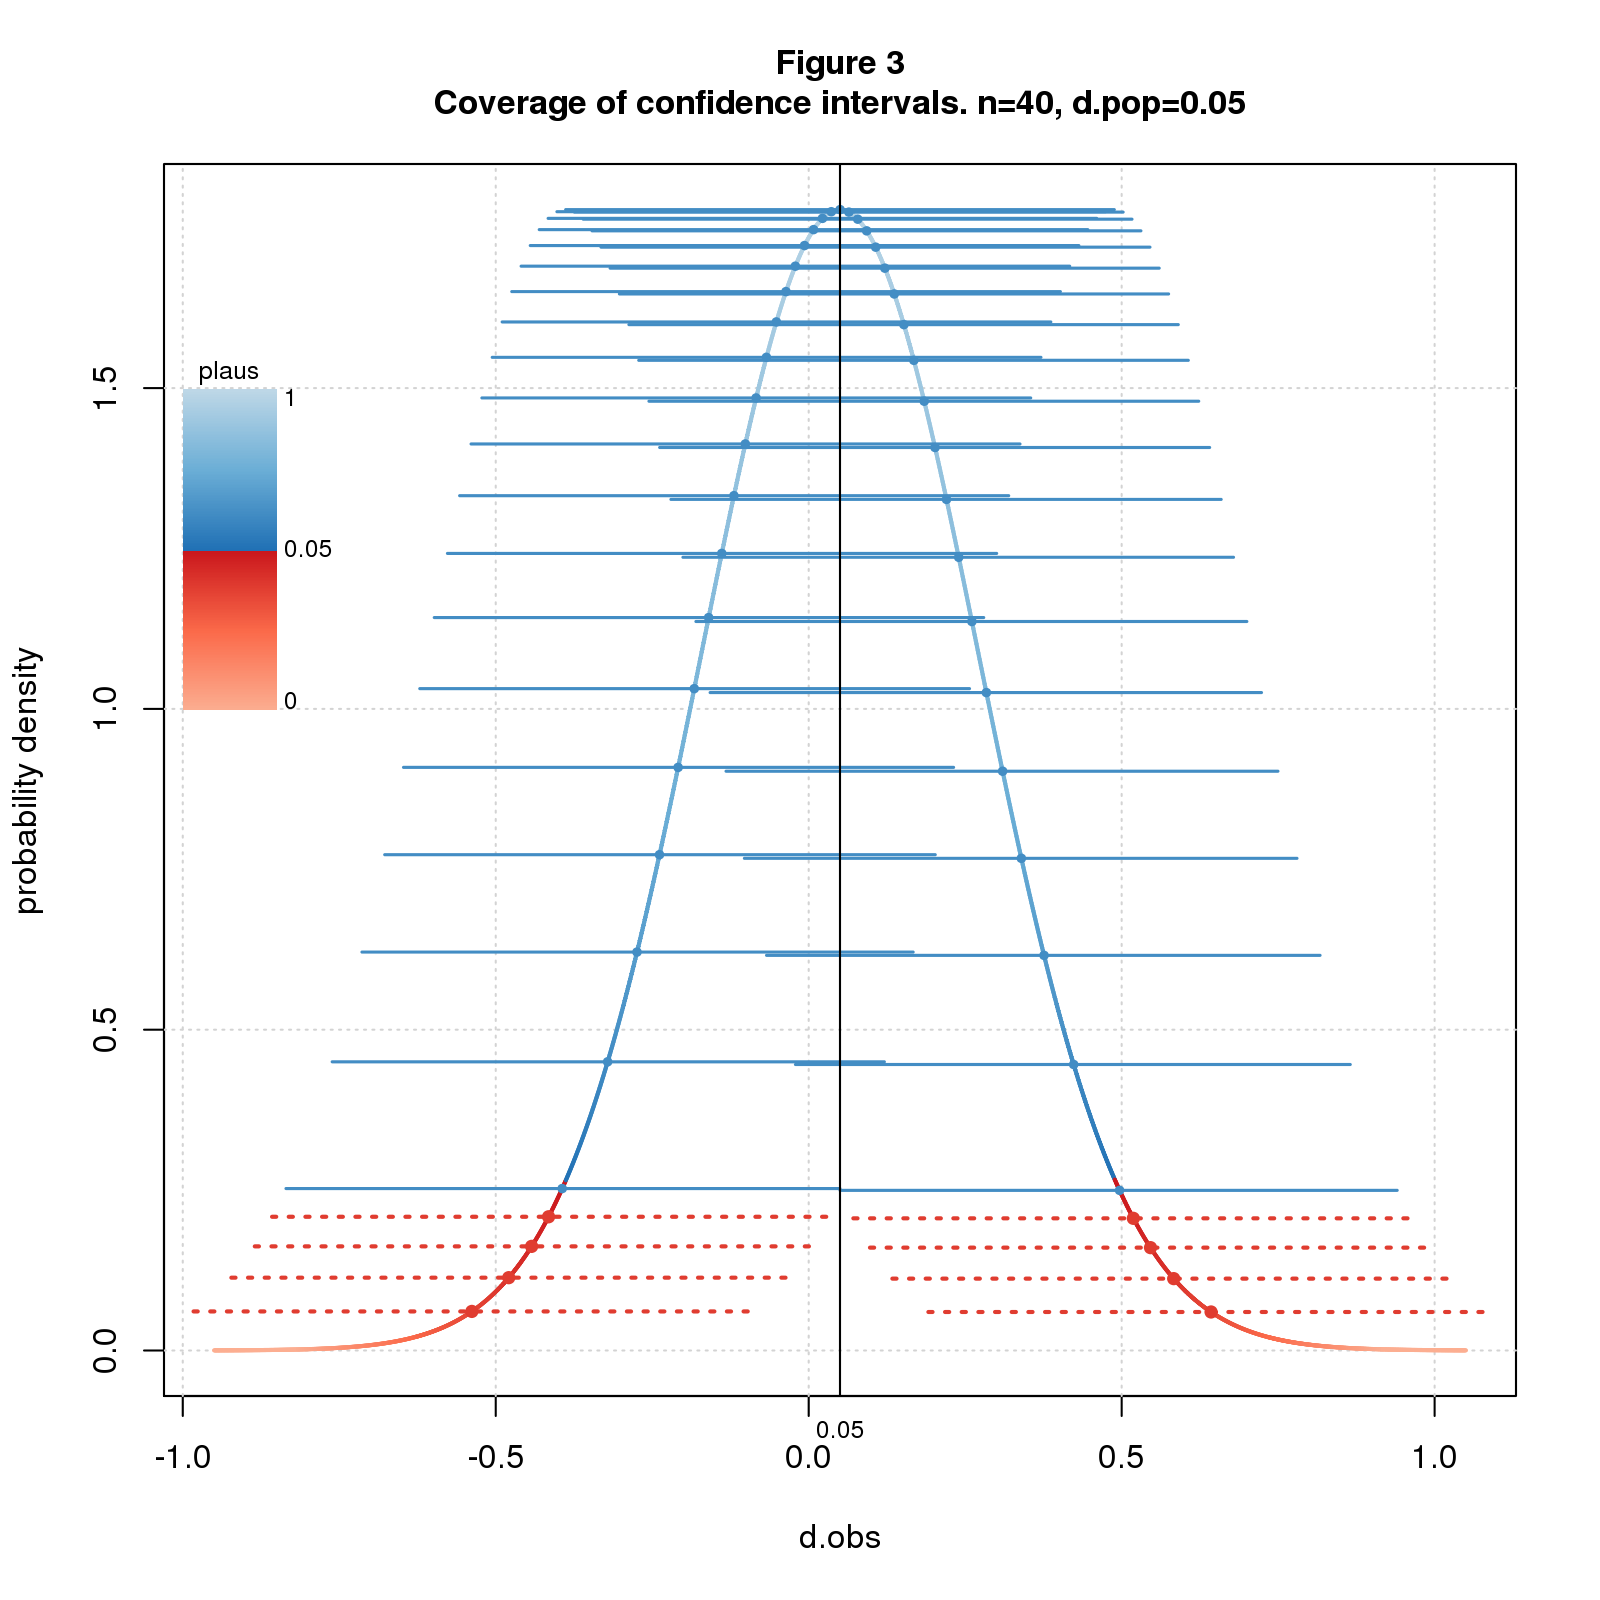 Figure 3
Coverage of confidence intervals. n=40, d.pop=0.05
plaus
1
0.05
0
probability density
1.5
1.0
0.5
0.0
0.05
-1.0 -0.5 0.0 0.5 1.0
d.obs